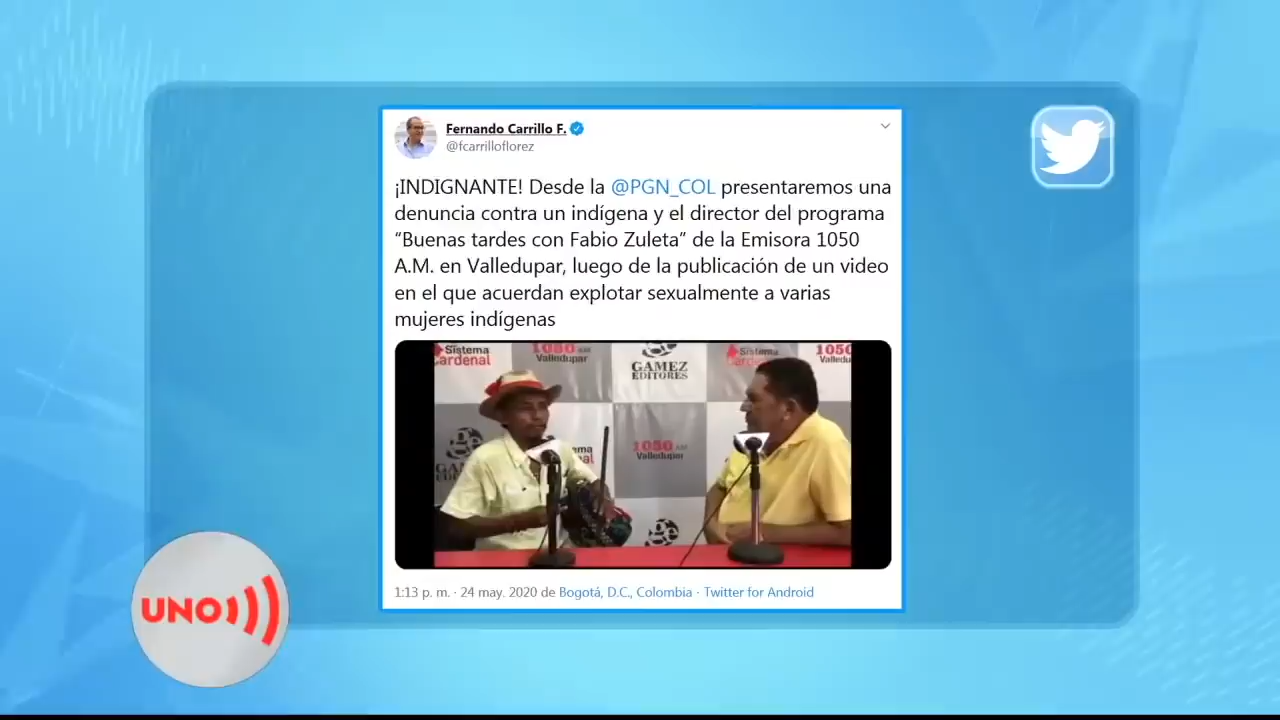 Fernando Carrillo F.
@fcarrilloflorez
¡INDIGNANTE! Desde la @PGN_COL presentaremos una
denuncia contra un indígena y el director del programa
“Buenas tardes con Fabio Zuleta” de la Emisora 1050
A.M. en Valledupar, luego de la publicación de un video
en el que acuerdan explotar sexualmente a varias
mujeres indígenas
Sistema
Cardenal
1050 AM
Valledupar
GAMEZ
EDITORES
Sistema
Cardenal
1050
Valledu
1050 AM
Valledupar
1:13 p. m. · 24 may. 2020 de Bogotá, D.C., Colombia · Twitter for Android
UNO